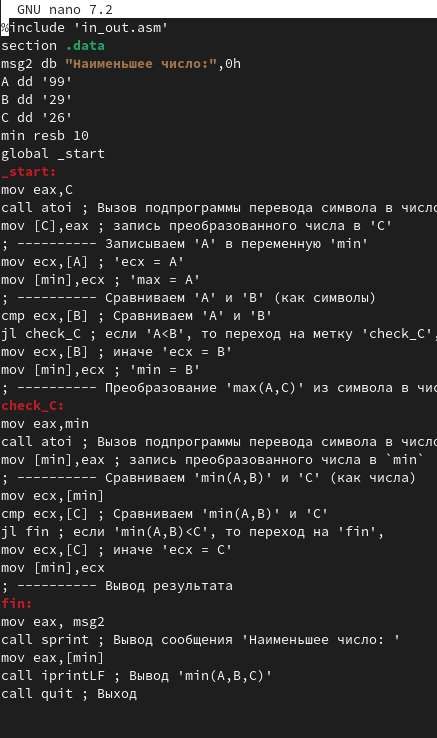 GNU nano 7.2
%include 'in_out.asm'
section .data
msg2 db "Наименьшее число:",0h
A dd '99'
B dd '29'
C dd '26'
min resb 10
global _start
_start:
mov eax,C
call atoi ; Вызов подпрограммы перевода символа в число
mov [C],eax ; запись преобразованного числа в 'C'
; ---------- Записываем 'A' в переменную 'min'
mov ecx,[A] ; 'ecx = A'
mov [min],ecx ; 'max = A'
; ---------- Сравниваем 'A' и 'B' (как символы)
cmp ecx,[B] ; Сравниваем 'A' и 'B'
jl check_C ; если 'A<B', то переход на метку 'check_C',
mov ecx,[B] ; иначе 'ecx = B'
mov [min],ecx ; 'min = B'
; ---------- Преобразование 'max(A,C)' из символа в чис
check_C:
mov eax,min
call atoi ; Вызов подпрограммы перевода символа в число
mov [min],eax ; запись преобразованного числа в `min`
; ---------- Сравниваем 'min(A,B)' и 'C' (как числа)
mov ecx,[min]
cmp ecx,[C] ; Сравниваем 'min(A,B)' и 'C'
jl fin ; если 'min(A,B)<C', то переход на 'fin',
mov ecx,[C] ; иначе 'ecx = C'
mov [min],ecx
; ---------- Вывод результата
fin:
mov eax, msg2
call sprint ; Вывод сообщения 'Наименьшее число: '
mov eax,[min]
call iprintLF ; Вывод 'min(A,B,C)'
call quit ; Выход